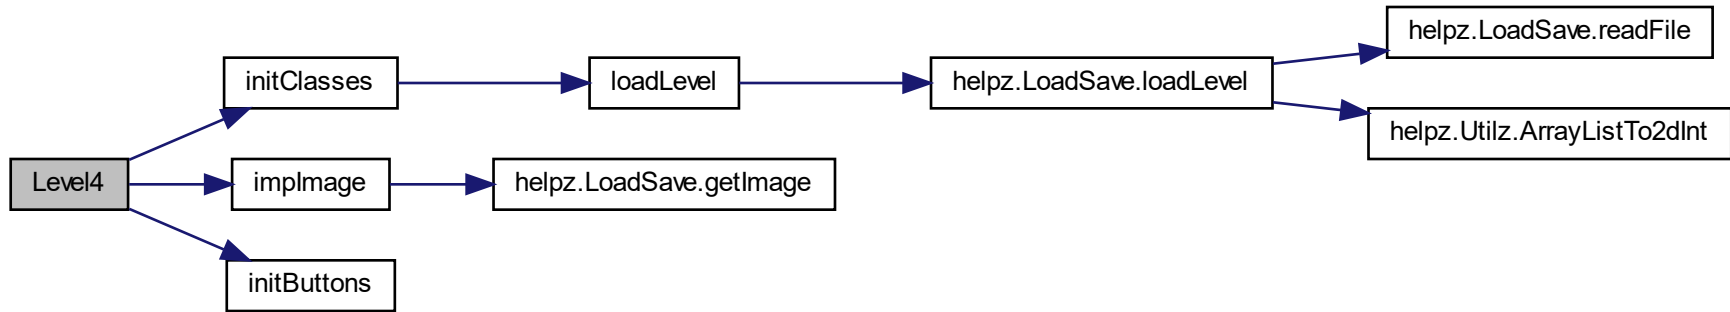 helpz.LoadSave.readFile
initClasses
loadLevel
helpz.LoadSave.loadLevel
helpz.Utilz.ArrayListTo2dInt
Level4
impImage
helpz.LoadSave.getImage
initButtons